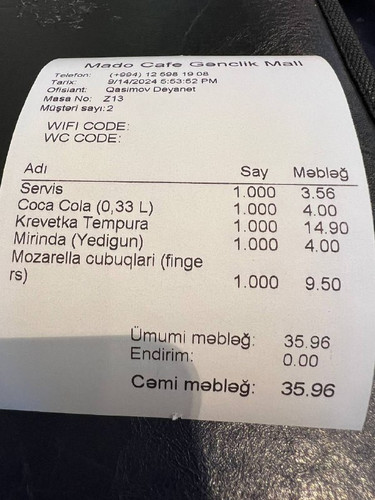 Mado Cafe Gənclik Mall
Telefon: (+994) 12 598 19 08
Tarix: 9/14/2024 5:53:52 PM
Ofisiant: Qasimov Deyanet
Masa No: Z13
Müştəri sayı: 2
WIFI CODE:
WC CODE:
Adı Say Məbləğ
Servis 1.000 3.56
Coca Cola (0,33 L) 1.000 4.00
Krevetka Tempura 1.000 14.90
Mirinda (Yedigun) 1.000 4.00
Mozarella cubuqlari (finge
rs) 1.000 9.50
Ümumi məbləğ: 35.96
Endirim: 0.00
Cəmi məbləğ: 35.96